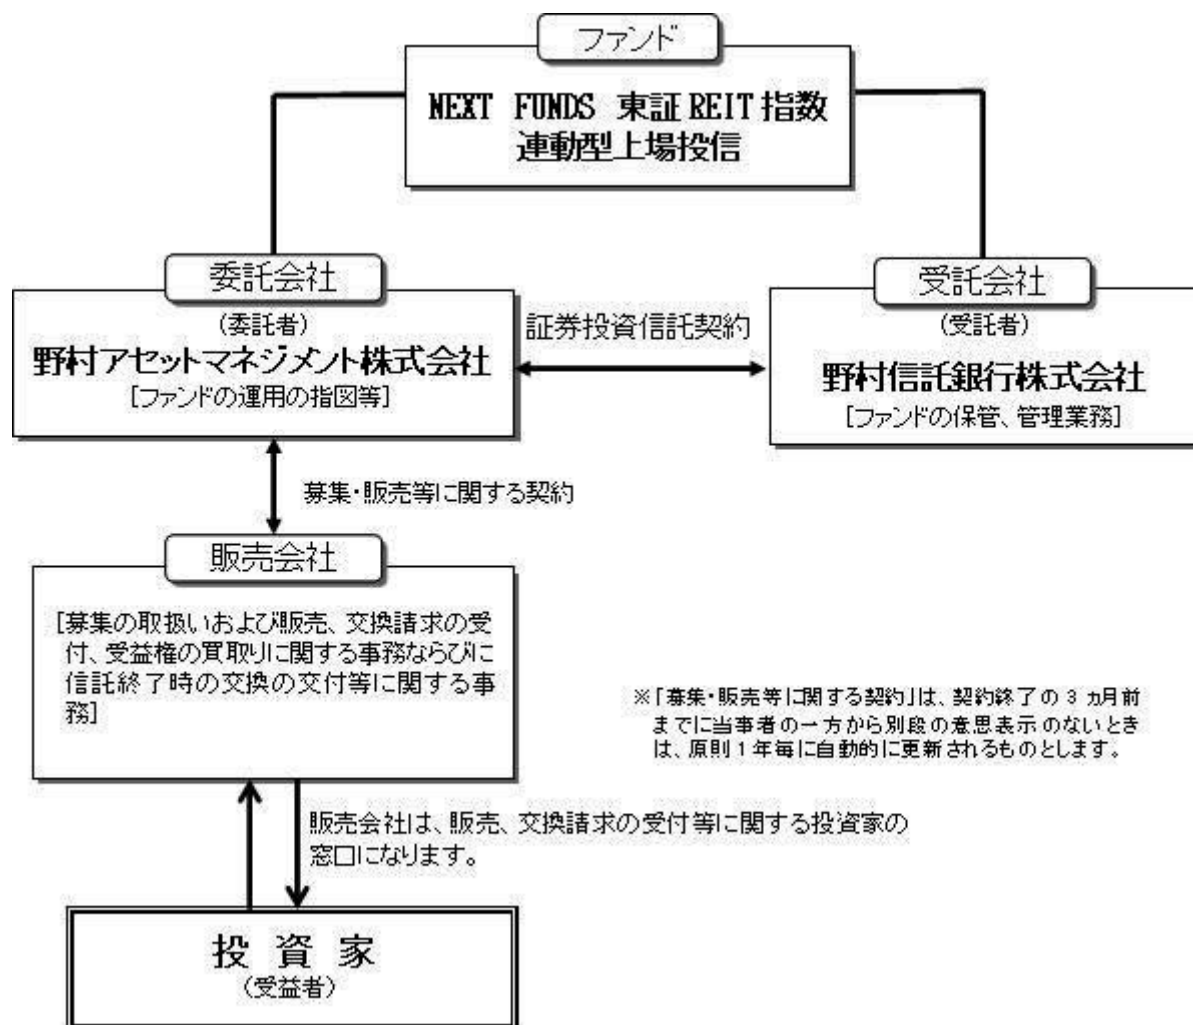 ファンド
NEXT FUNDS 東証REIT指数
連動型上場投信
委託会社
(委託者)
野村アセットマネジメント株式会社
[ファンドの運用の指図等]
証券投資信託契約
受託会社
(受託者)
野村信託銀行株式会社
[ファンドの保管、管理業務]
募集・販売等に関する契約
販売会社
[募集の取扱いおよび販売、交換請求の受
付、受益権の買取りに関する事務ならびに
信託終了時の交換の交付等に関する事
務]
※「募集・販売等に関する契約」は、契約終了の3ヵ月前
までに当事者の一方から別段の意思表示のないとき
は、原則1年毎に自動的に更新されるものとします。
販売会社は、販売、交換請求の受付等に関する投資家の
窓口になります。
投資家
(受益者)